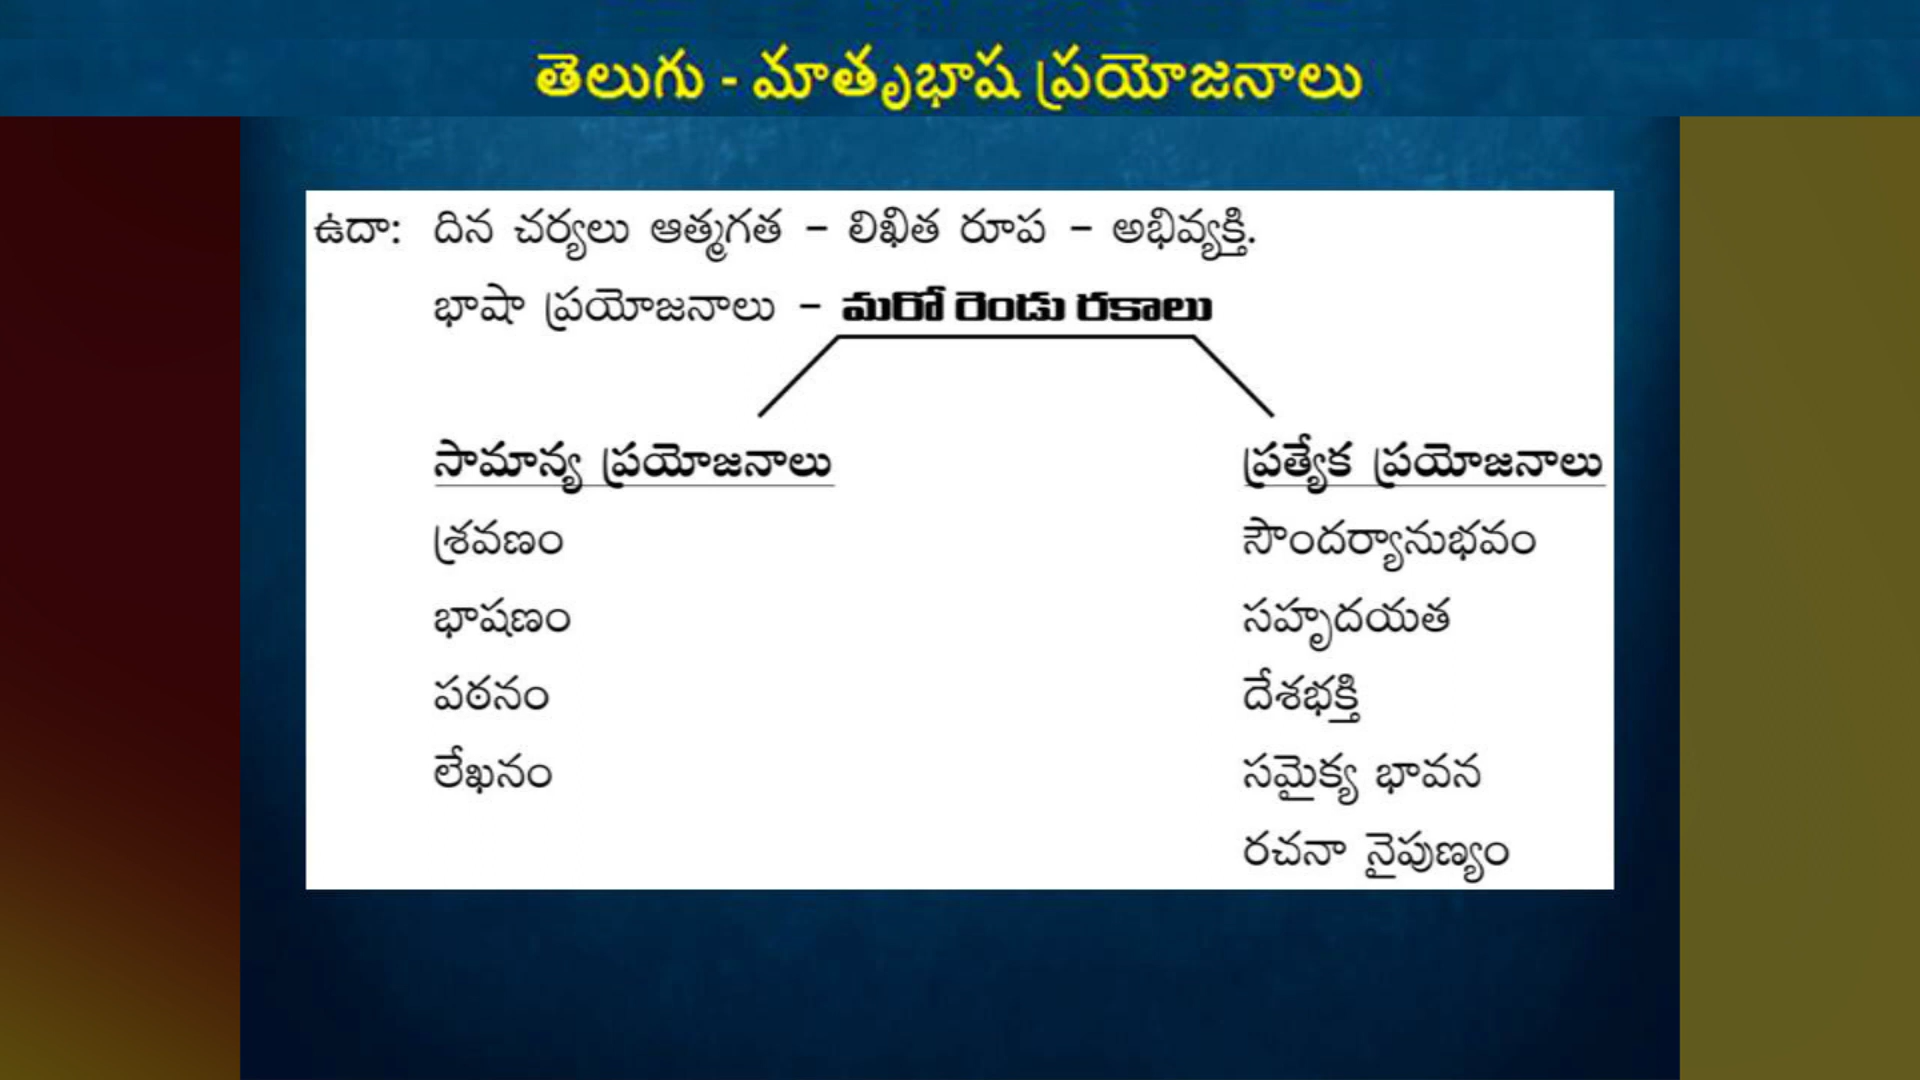 తెలుగు - మాతృభాష ప్రయోజనాలు
ఉదా: దిన చర్యలు ఆత్మగత – లిఖిత రూప – అభివ్యక్తి.
భాషా ప్రయోజనాలు – మరో రెండు రకాలు
సామాన్య ప్రయోజనాలు ప్రత్యేక ప్రయోజనాలు
శ్రవణం సౌందర్యానుభవం
భాషణం సహృదయత
పఠనం దేశభక్తి
లేఖనం సమైక్య భావన
రచనా నైపుణ్యం